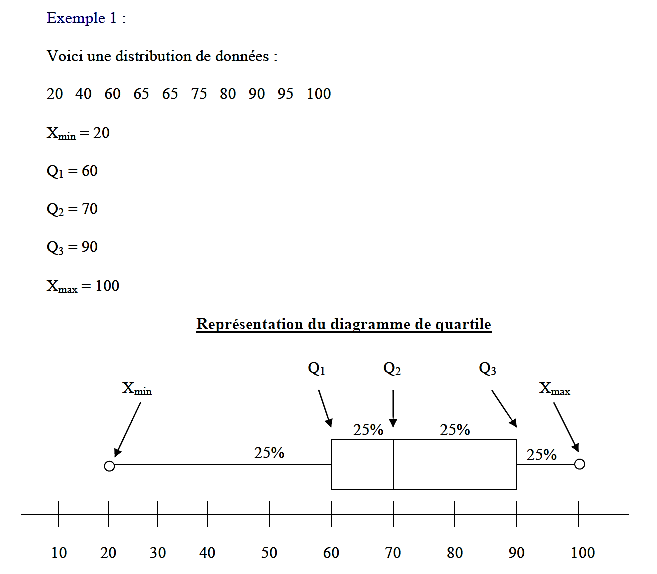 Exemple 1 :
Voici une distribution de données :
20 40 60 65 65 75 80 90 95 100
Xmin = 20
Q1 = 60
Q2 = 70
Q3 = 90
Xmax = 100
Représentation du diagramme de quartile
Q1 Q2 Q3
Xmin Xmax
25% 25%
25% 25%
10 20 30 40 50 60 70 80 90 100